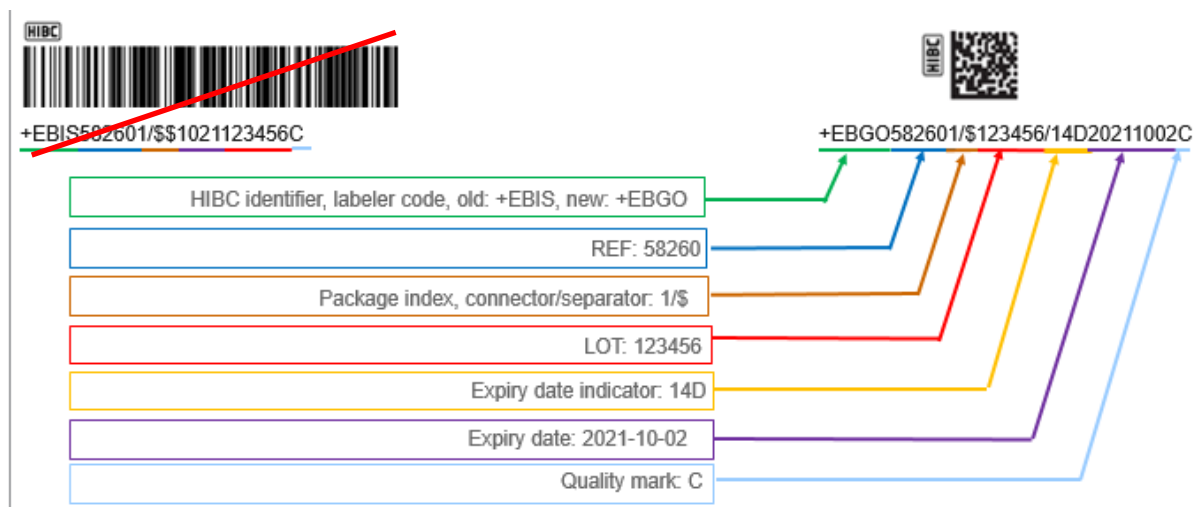 HIBC
HIBC
+EBIS582601/$$1021123456C
+EBGO582601/$123456/14D20211002C
HIBC identifier, labeler code, old: +EBIS, new: +EBGO
REF: 58260
Package index, connector/separator: 1/$
LOT: 123456
Expiry date indicator: 14D
Expiry date: 2021-10-02
Quality mark: C